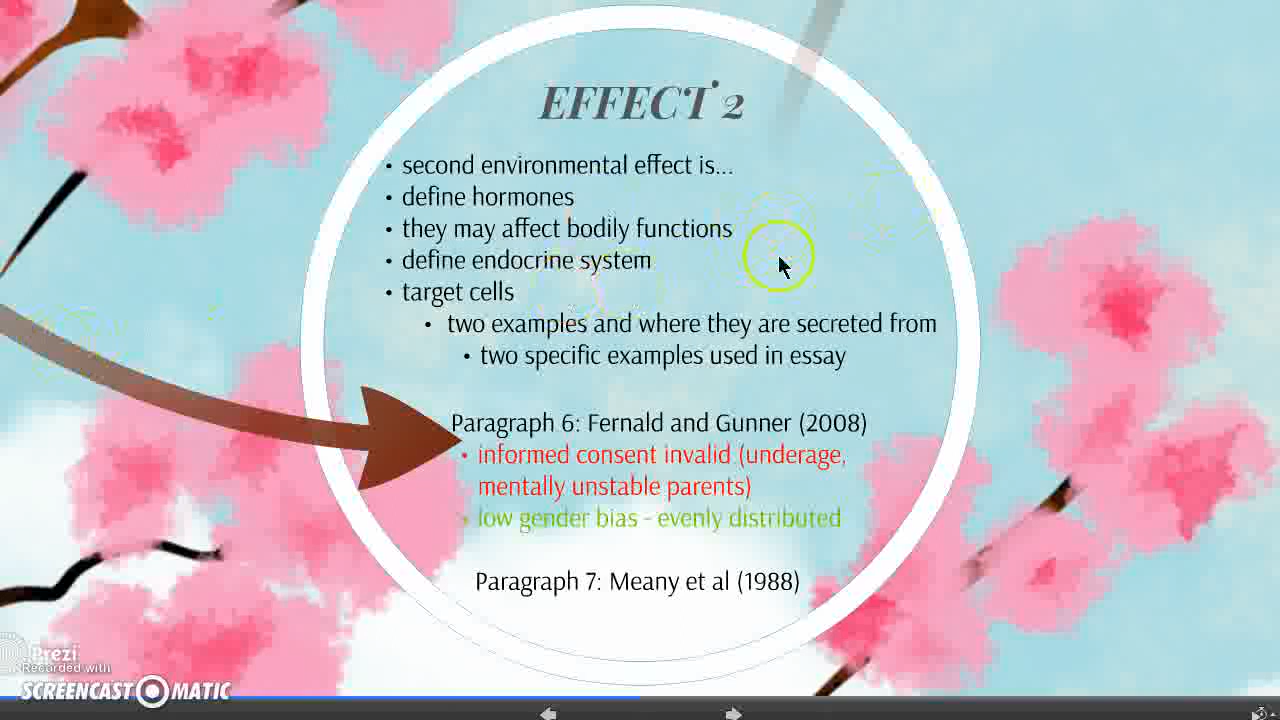 EFFECT 2
• second environmental effect is...
• define hormones
• they may affect bodily functions
• define endocrine system
• target cells
• two examples and where they are secreted from
• two specific examples used in essay
Paragraph 6: Fernald and Gunner (2008)
• informed consent invalid (underage,
mentally unstable parents)
• low gender bias - evenly distributed
Paragraph 7: Meany et al (1988)
Prezi
Recorded with
SCREENCAST MATIC